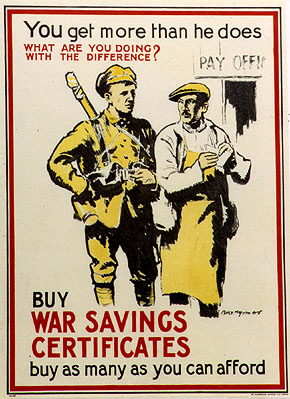 You get more than he does
WHAT ARE YOU DOING?
WITH THE DIFFERENCE?
PAY OFFI
BUY
WAR SAVINGS
CERTIFICATES
buy as many as you can afford